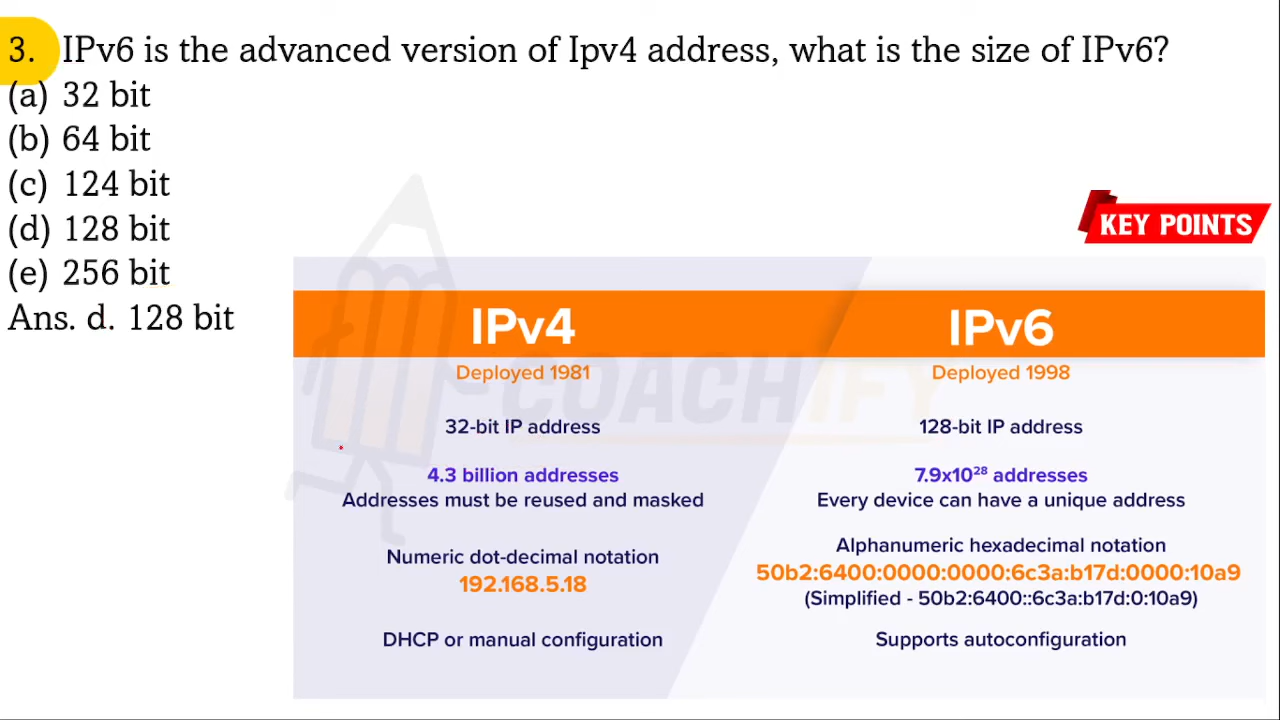 3. IPv6 is the advanced version of Ipv4 address, what is the size of IPv6?
(a) 32 bit
(b) 64 bit
(c) 124 bit
(d) 128 bit
(e) 256 bit
Ans. d. 128 bit
KEY POINTS
IPv4
Deployed 1981
32-bit IP address
4.3 billion addresses
Addresses must be reused and masked
Numeric dot-decimal notation
192.168.5.18
DHCP or manual configuration
IPv6
Deployed 1998
128-bit IP address
7.9x10²⁸ addresses
Every device can have a unique address
Alphanumeric hexadecimal notation
50b2:6400:0000:0000:6c3a:b17d:0000:10a9
(Simplified - 50b2:6400::6c3a:b17d:0:10a9)
Supports autoconfiguration
COACHIFY